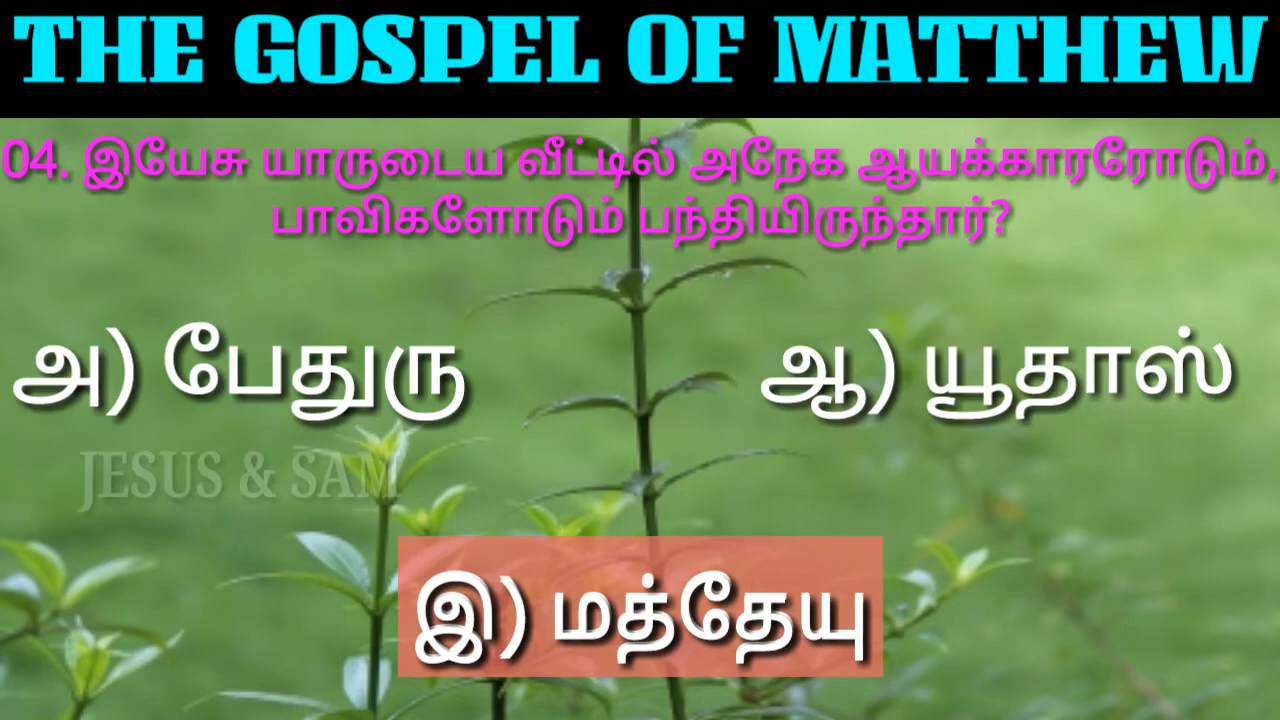 THE GOSPEL OF MATTHEW
04. இயேசு யாருடைய வீட்டில் அநேக ஆயக்காரரோடும்,
பாவிகளோடும் பந்தியிருந்தார்?
அ) பேதுரு
ஆ) யூதாஸ்
JESUS & SAM
இ) மத்தேயு